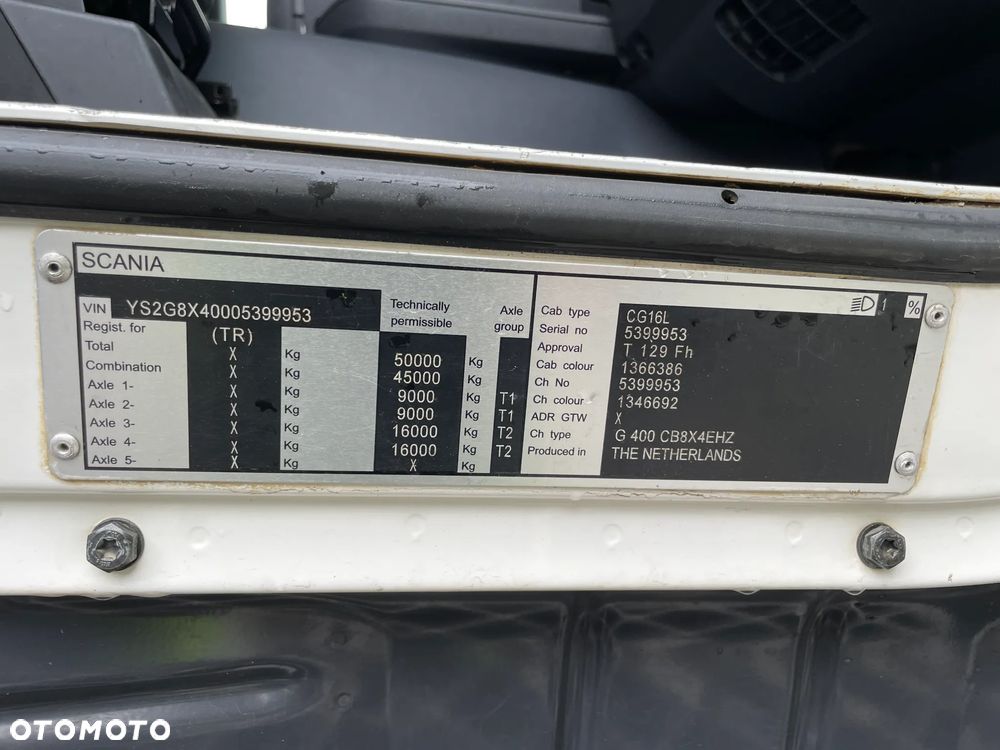 SCANIA
VIN YS2G8X40005399953
Regist. for (TR) Technically permissible Axle group
Total X Kg 50000 Kg
Combination X Kg 45000 Kg
Axle 1- X Kg 9000 Kg T1
Axle 2- X Kg 9000 Kg T1
Axle 3- X Kg 16000 Kg T2
Axle 4- X Kg 16000 Kg T2
Axle 5- X Kg X Kg
1 %
Cab type CG16L
Serial no 5399953
Approval T 129 Fh
Cab colour 1366386
Ch No 5399953
Ch colour 1346692
ADR GTW X
Ch type G 400 CB8X4EHZ
Produced in THE NETHERLANDS
OTOMOTO